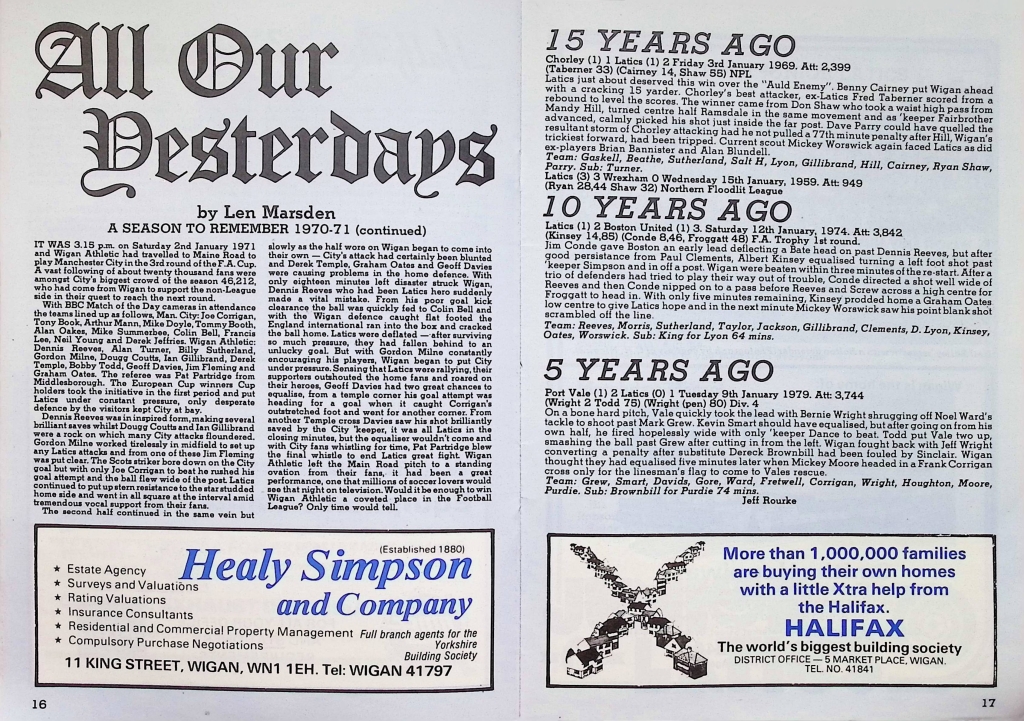 All Our
Yesterdays
by Len Marsden
A SEASON TO REMEMBER 1970-71 (continued)
IT WAS 3.15 p.m. on Saturday 2nd January 1971
and Wigan Athletic had travelled to Maine Road to
play Manchester City in the 3rd round of the F.A. Cup.
A vast following of about twenty thousand fans were
amongst City's biggest crowd of the season 46,212,
who had come from Wigan to support the non-League
side in their quest to reach the next round.
With BBC Match of the Day cameras in attendance
the teams lined up as follows, Man. City: Joe Corrigan,
Tony Book, Arthur Mann, Mike Doyle, Tommy Booth,
Alan Oakes, Mike Summerbee, Colin Bell, Francis
Lee, Neil Young and Derek Jeffries. Wigan Athletic:
Dennis Reeves, Alan Turner, Billy Sutherland,
Gordon Milne, Doug Coutts, Ian Gillibrand, Derek
Temple, Bobby Todd, Geoff Davies, Jim Fleming and
Graham Oates. The referee was Pat Partridge from
Middlesborough. The European Cup winners Cup
holders took the initiative in the first period and put
Latics under constant pressure, only desperate
defence by the visitors kept City at bay.
Dennis Reeves was in inspired form, making several
brilliant saves whilst Dougg Coutts and Ian Gillibrand
were a rock on which many City attacks floundered.
Gordon Milne worked tirelessly in midfield to set up
any Latics attacks and from one of these Jim Fleming
was put clear. The Scots striker bore down on the City
goal but with only Joe Corrigan to beat he rushed his
goal attempt and the ball flew wide of the post. Latics
continued to put up stern resistance to the star studded
home side and went in all square at the interval amid
tremendous vocal support from their fans.
The second half continued in the same vein but
slowly as the half wore on Wigan began to come into
their own — City's attack had certainly been blunted
and Derek Temple, Graham Oates and Geoff Davies
were causing problems in the home defence. With
only eighteen minutes left disaster struck Wigan,
Dennis Reeves who had been Latics hero suddenly
made a vital mistake. From his poor goal kick
clearance the ball was quickly fed to Colin Bell and
with the Wigan defence caught flat footed the
England international ran into the box and cracked
the ball home. Latics were deflated — after surviving
so much pressure, they had fallen behind to an
unlucky goal. But with Gordon Milne constantly
encouraging his players, Wigan began to put City
under pressure. Sensing that Latics were rallying, their
supporters outshouted the home fans and roared on
their heroes, Geoff Davies had two great chances to
equalise, from a temple corner his goal attempt was
heading for a goal when it caught Corrigan's
outstretched foot and went for another corner. From
another Temple cross Davies saw his shot brilliantly
saved by the City 'keeper, it was all Latics in the
closing minutes, but the equaliser wouldn't come and
with City fans whistling for time, Pat Partridge blew
the final whistle to end Latics great fight. Wigan
Athletic left the Main Road pitch to a standing
ovation from their fans, it had been a great
performance, one that millions of soccer lovers would
see that night on television. Would it be enough to win
Wigan Athletic a coveted place in the Football
League? Only time would tell.
(Established 1880)
Healy Simpson
and Company
★ Estate Agency
★ Surveys and Valuations
★ Rating Valuations
★ Insurance Consultants
★ Residential and Commercial Property Management
★ Compulsory Purchase Negotiations
Full branch agents for the
Yorkshire
Building Society
11 KING STREET, WIGAN, WN1 1EH. Tel: WIGAN 41797
16
15 YEARS AGO
Chorley (1) 1 Latics (1) 2 Friday 3rd January 1969. Att: 2,399
(Taberner 33) (Cairney 14, Shaw 55) NPL
Latics just about deserved this win over the "Auld Enemy". Benny Cairney put Wigan ahead
with a cracking 15 yarder. Chorley's best attacker, ex-Latics Fred Taberner scored from a
rebound to level the scores. The winner came from Don Shaw who took a waist high pass from
Mandy Hill, turned centre half Ramsdale in the same movement and as 'keeper Fairbrother
advanced, calmly picked his shot just inside the far post. Dave Parry could have quelled the
resultant storm of Chorley attacking had he not pulled a 77th minute penalty after Hill, Wigan's
trickiest forward, had been tripped. Current scout Mickey Worswick again faced Latics as did
ex-players Brian Bannister and Alan Blundell.
Team: Gaskell, Beathe, Sutherland, Salt H, Lyon, Gillibrand, Hill, Cairney, Ryan Shaw,
Parry. Sub: Turner.
Latics (3) 3 Wrexham 0 Wednesday 15th January, 1959. Att: 949
(Ryan 28,44 Shaw 32) Northern Floodlit League
10 YEARS AGO
Latics (1) 2 Boston United (1) 3. Saturday 12th January, 1974. Att: 3,842
(Kinsey 14,85) (Conde 8,46, Froggatt 48) F.A. Trophy 1st round.
Jim Conde gave Boston an early lead deflecting a Bate head on past Dennis Reeves, but after
good persistance from Paul Clements, Albert Kinsey equalised turning a left foot shot past
'keeper Simpson and in off a post. Wigan were beaten within three minutes of the re-start. After a
trio of defenders had tried to play their way out of trouble, Conde directed a shot well wide of
Reeves and then Conde nipped on to a pass before Reeves and Screw across a high centre for
Froggatt to head in. With only five minutes remaining, Kinsey prodded home a Graham Oates
low centre to give Latics hope and in the next minute Mickey Worswick saw his point blank shot
scrambled off the line.
Team: Reeves, Morris, Sutherland, Taylor, Jackson, Gillibrand, Clements, D. Lyon, Kinsey,
Oates, Worswick. Sub: King for Lyon 64 mins.
5 YEARS AGO
Port Vale (1) 2 Latics (0) 1 Tuesday 9th January 1979. Att: 3,744
(Wright 2 Todd 75) (Wright (pen) 80) Div. 4
On a bone hard pitch, Vale quickly took the lead with Bernie Wright shrugging off Noel Ward's
tackle to shoot past Mark Grew. Kevin Smart should have equalised, but after going on from his
own half, he fired hopelessly wide with only 'keeper Dance to beat. Todd put Vale two up,
smashing the ball past Grew after cutting in from the left. Wigan fought back with Jeff Wright
converting a penalty after substitute Dereck Brownbill had been fouled by Sinclair. Wigan
thought they had equalised five minutes later when Mickey Moore headed in a Frank Corrigan
cross only for the linesman's flag to come to Vales rescue.
Team: Grew, Smart, Davids, Gore, Ward, Fretwell, Corrigan, Wright, Houghton, Moore,
Purdie. Sub: Brownbill for Purdie 74 mins.
Jeff Rourke
More than 1,000,000 families
are buying their own homes
with a little Xtra help from
the Halifax.
HALIFAX
The world's biggest building society
DISTRICT OFFICE — 5 MARKET PLACE, WIGAN.
TEL. NO. 41841
17